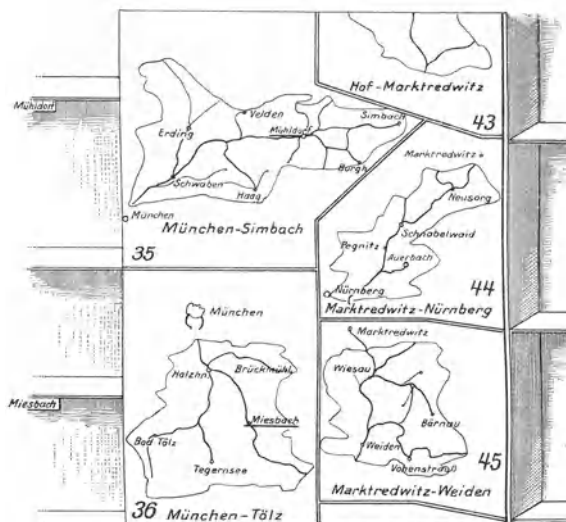 Mühldorf
Erding
Velden
Mühldorf
Simbach
Schwaben
Haag
Burgh.
München
München-Simbach
35
Hof-Marktredwitz
43
Marktredwitz
Neusorg
Schnabelwaid
Pegnitz
Auerbach
Nürnberg
44
Marktredwitz-Nürnberg
München
Holzhn.
Brückmühl
Miesbach
Miesbach
Bad Tölz
Tegernsee
36
München-Tölz
Marktredwitz
Wiesau
Bärnau
Weiden
Vohenstrauß
45
Marktredwitz-Weiden